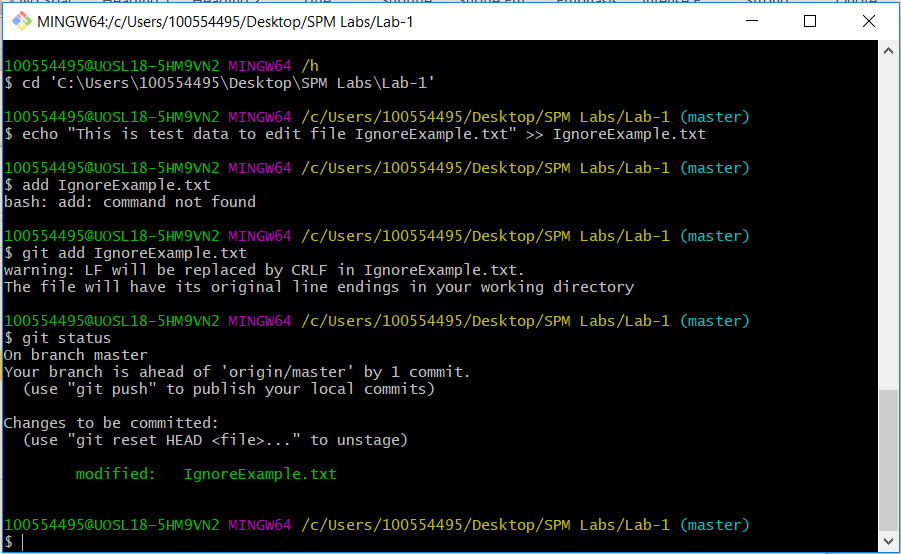 MINGW64:/c/Users/100554495/Desktop/SPM Labs/Lab-1
100554495@UOSL18-5HM9VN2 MINGW64 /h
$ cd 'C:\Users\100554495\Desktop\SPM Labs\Lab-1'
100554495@UOSL18-5HM9VN2 MINGW64 /c/Users/100554495/Desktop/SPM Labs/Lab-1 (master)
$ echo "This is test data to edit file IgnoreExample.txt" >> IgnoreExample.txt
100554495@UOSL18-5HM9VN2 MINGW64 /c/Users/100554495/Desktop/SPM Labs/Lab-1 (master)
$ add IgnoreExample.txt
bash: add: command not found
100554495@UOSL18-5HM9VN2 MINGW64 /c/Users/100554495/Desktop/SPM Labs/Lab-1 (master)
$ git add IgnoreExample.txt
warning: LF will be replaced by CRLF in IgnoreExample.txt.
The file will have its original line endings in your working directory
100554495@UOSL18-5HM9VN2 MINGW64 /c/Users/100554495/Desktop/SPM Labs/Lab-1 (master)
$ git status
On branch master
Your branch is ahead of 'origin/master' by 1 commit.
(use "git push" to publish your local commits)
Changes to be committed:
(use "git reset HEAD <file>..." to unstage)
modified: IgnoreExample.txt
100554495@UOSL18-5HM9VN2 MINGW64 /c/Users/100554495/Desktop/SPM Labs/Lab-1 (master)
$